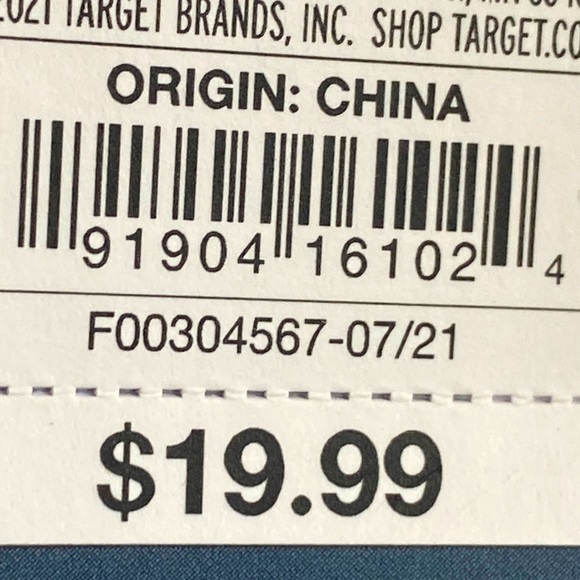 2021 TARGET BRANDS, INC. SHOP TARGET.CO
ORIGIN: CHINA
91904 16102 4
F00304567-07/21
$19.99